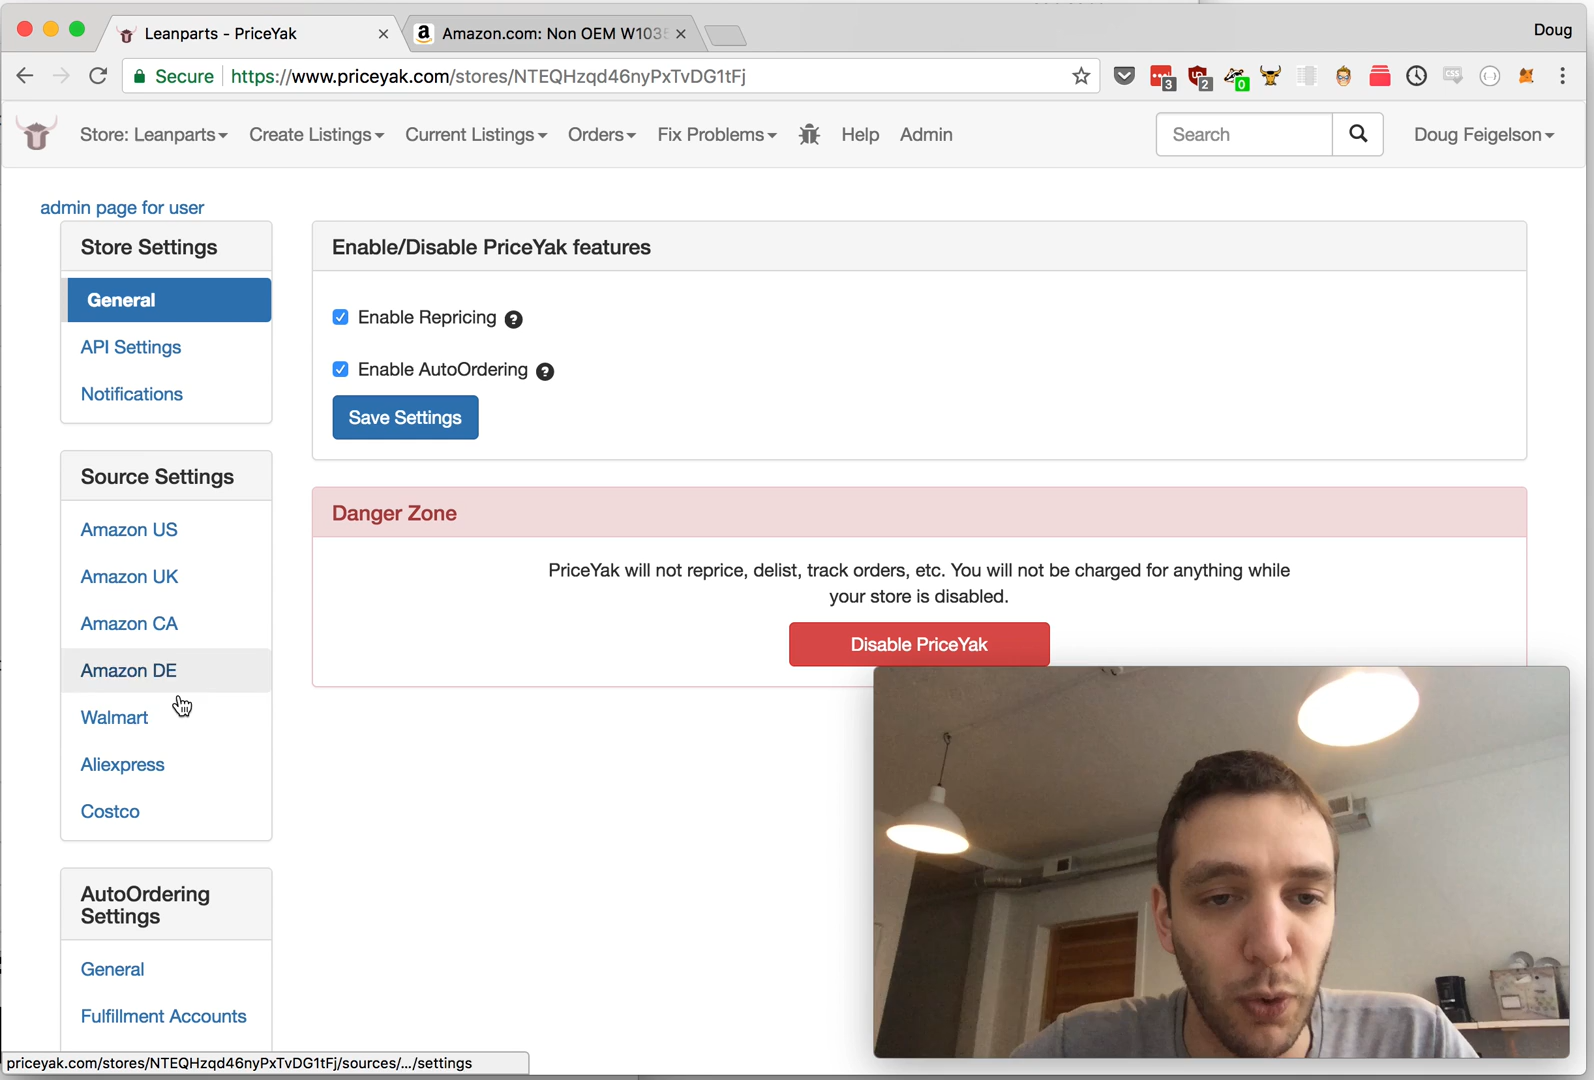 Leanparts - PriceYak
Amazon.com: Non OEM W1035
Doug
Secure https://www.priceyak.com/stores/NTEQHzqd46nyPxTvDG1tFj
3
2
0
CSS
Store: Leanparts
Create Listings
Current Listings
Orders
Fix Problems
Help
Admin
Search
Doug Feigelson
admin page for user
Store Settings
General
API Settings
Notifications
Source Settings
Amazon US
Amazon UK
Amazon CA
Amazon DE
Walmart
Aliexpress
Costco
AutoOrdering
Settings
General
Fulfillment Accounts
Enable/Disable PriceYak features
Enable Repricing ?
Enable AutoOrdering ?
Save Settings
Danger Zone
PriceYak will not reprice, delist, track orders, etc. You will not be charged for anything while
your store is disabled.
Disable PriceYak
priceyak.com/stores/NTEQHzqd46nyPxTvDG1tFj/sources/.../settings